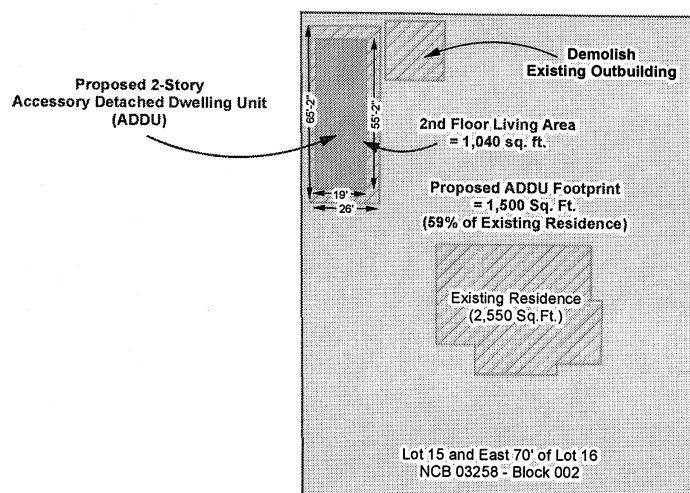 Demolish
Existing Outbuilding
Proposed 2-Story
Accessory Detached Dwelling Unit
(ADDU)
65'-2"
55'-2"
2nd Floor Living Area
= 1,040 sq. ft.
19'
26'
Proposed ADDU Footprint
= 1,500 Sq. Ft.
(59% of Existing Residence)
Existing Residence
(2,550 Sq.Ft.)
Lot 15 and East 70' of Lot 16
NCB 03258 - Block 002